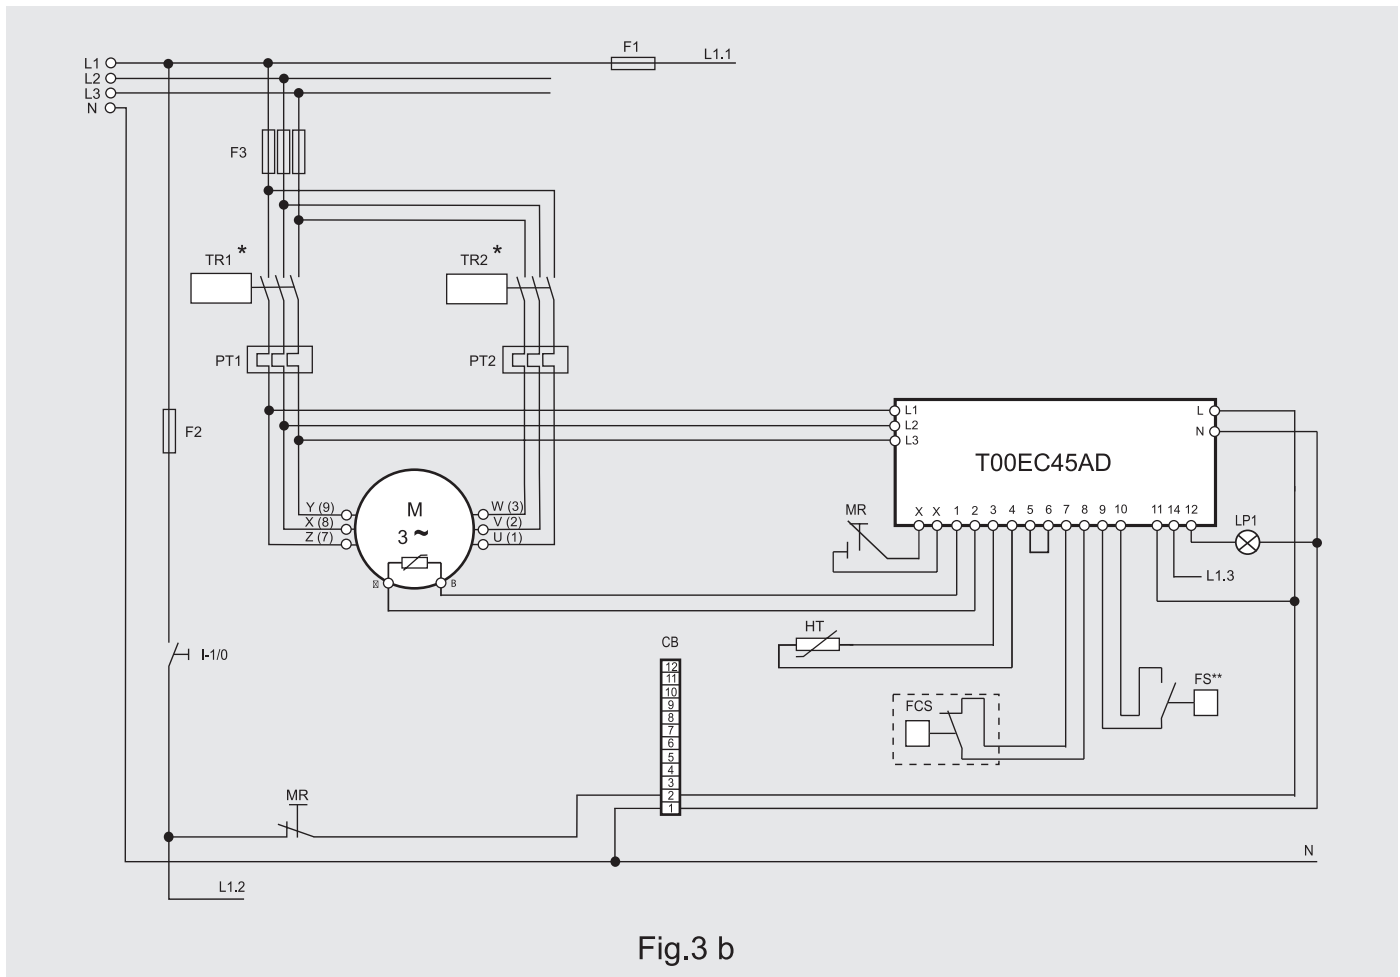 F1
L1.1
L1
L2
L3
N
F3
TR1 *
TR2 *
PT1
PT2
F2
L1
L2
L3
L
N
T00EC45AD
M
3 ~
Y (9)
X (8)
Z (7)
W (3)
V (2)
U (1)
B
MR
X X 1 2 3 4 5 6 7 8 9 10 11 14 12
LP1
L1.3
HT
I-1/0
CB
12
11
10
9
8
7
6
5
4
3
2
1
FCS
FS**
MR
N
L1.2
Fig.3 b